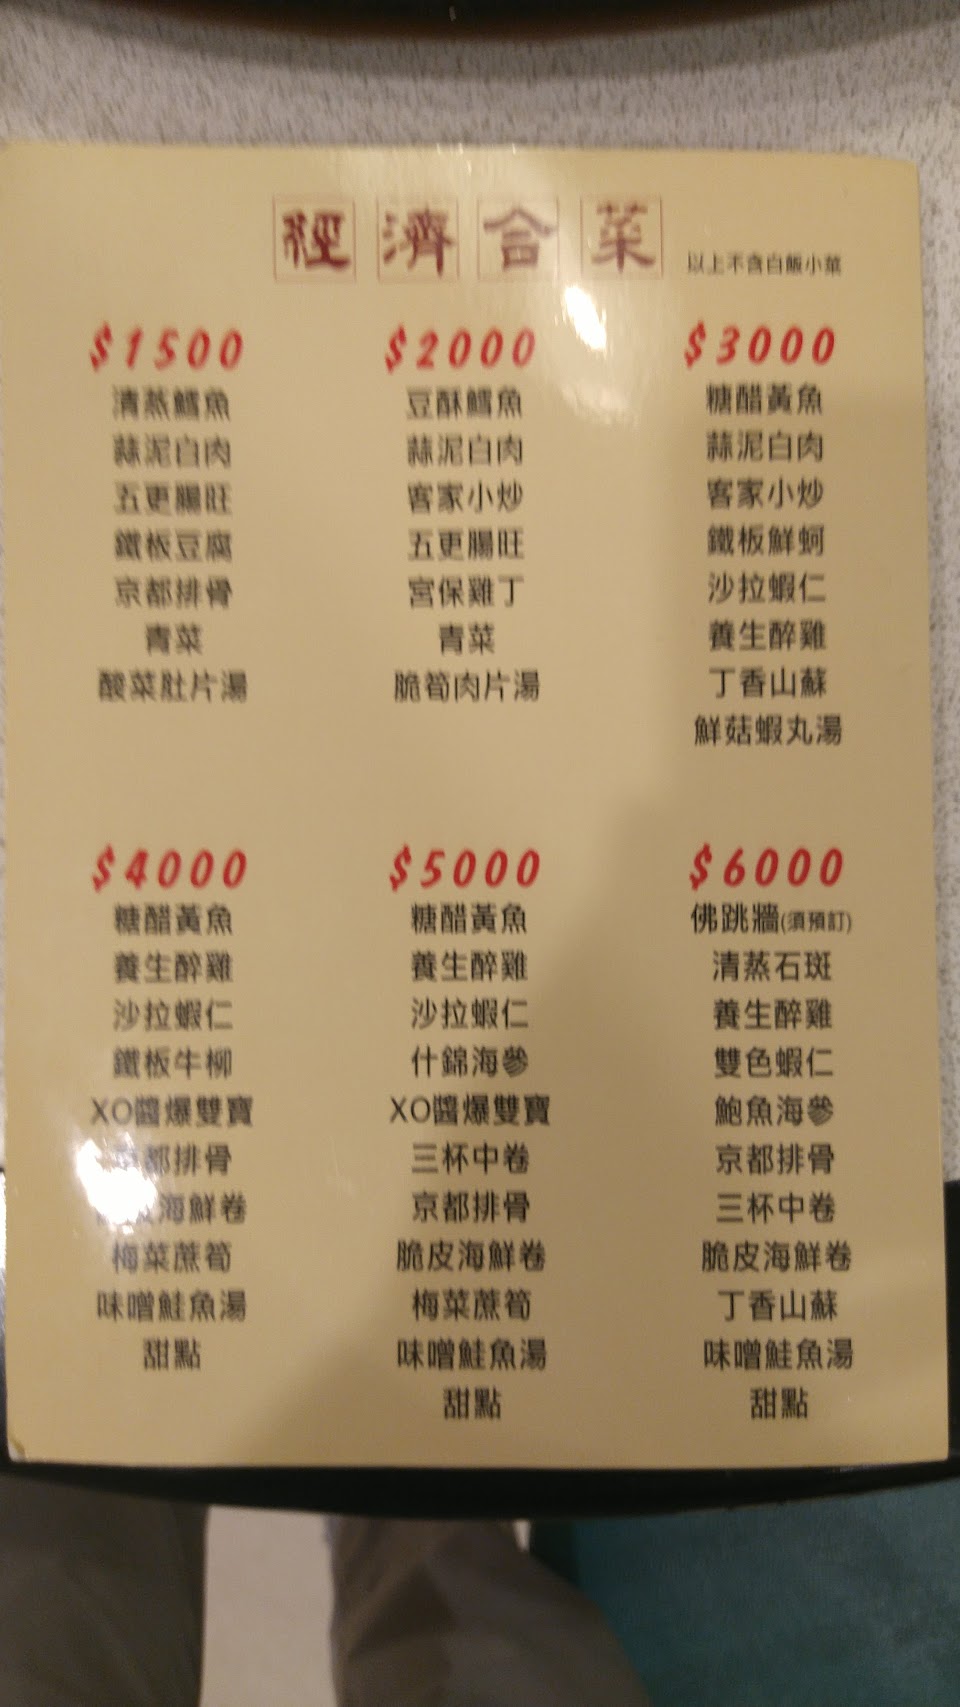 經濟合菜
以上不含白飯小菜
$1500
清蒸鱈魚
蒜泥白肉
五更腸旺
鐵板豆腐
京都排骨
青菜
酸菜肚片湯
$2000
豆酥鱈魚
蒜泥白肉
客家小炒
五更腸旺
宮保雞丁
青菜
脆筍肉片湯
$3000
糖醋黃魚
蒜泥白肉
客家小炒
鐵板鮮蚵
沙拉蝦仁
養生醉雞
丁香山蘇
鮮菇蝦丸湯
$4000
糖醋黃魚
養生醉雞
沙拉蝦仁
鐵板牛柳
XO醬爆雙寶
都排骨
海鮮卷
梅菜蔗筍
味噌鮭魚湯
甜點
$5000
糖醋黃魚
養生醉雞
沙拉蝦仁
什錦海參
XO醬爆雙寶
三杯中卷
京都排骨
脆皮海鮮卷
梅菜蔗筍
味噌鮭魚湯
甜點
$6000
佛跳牆(須預訂)
清蒸石斑
養生醉雞
雙色蝦仁
鮑魚海參
京都排骨
三杯中卷
脆皮海鮮卷
丁香山蘇
味噌鮭魚湯
甜點